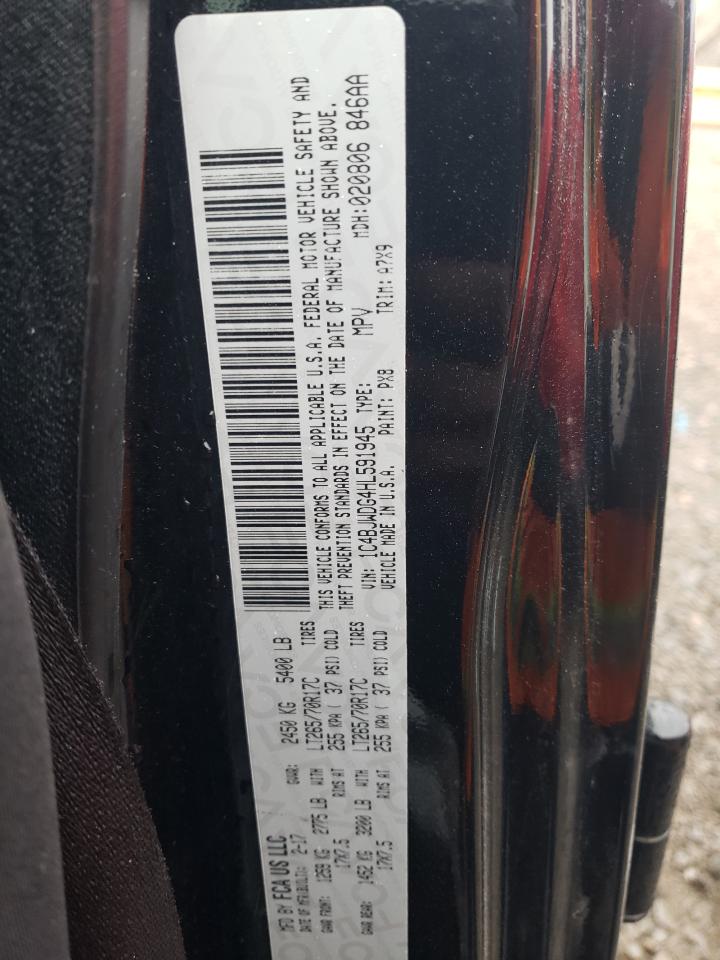 MFD BY FCA US LLC
DATE OF MFR(BUILT): 2-17 GVWR: 2450 KG 5400 LB
GAWR FRONT: 1259 KG 2775 LB WITH LT265/70R17C TIRES
17X7.5 RIMS AT 255 KPA ( 37 PSI) COLD
GAWR REAR: 1452 KG 3200 LB WITH LT265/70R17C TIRES
17X7.5 RIMS AT 255 KPA ( 37 PSI) COLD
THIS VEHICLE CONFORMS TO ALL APPLICABLE U.S.A. FEDERAL MOTOR VEHICLE SAFETY AND
THEFT PREVENTION STANDARDS IN EFFECT ON THE DATE OF MANUFACTURE SHOWN ABOVE.
VIN: 1C4BJWDG4HL591945 TYPE: MPV MDH:020806 846AA
VEHICLE MADE IN U.S.A. PAINT: PX8 TRIM: A7X9